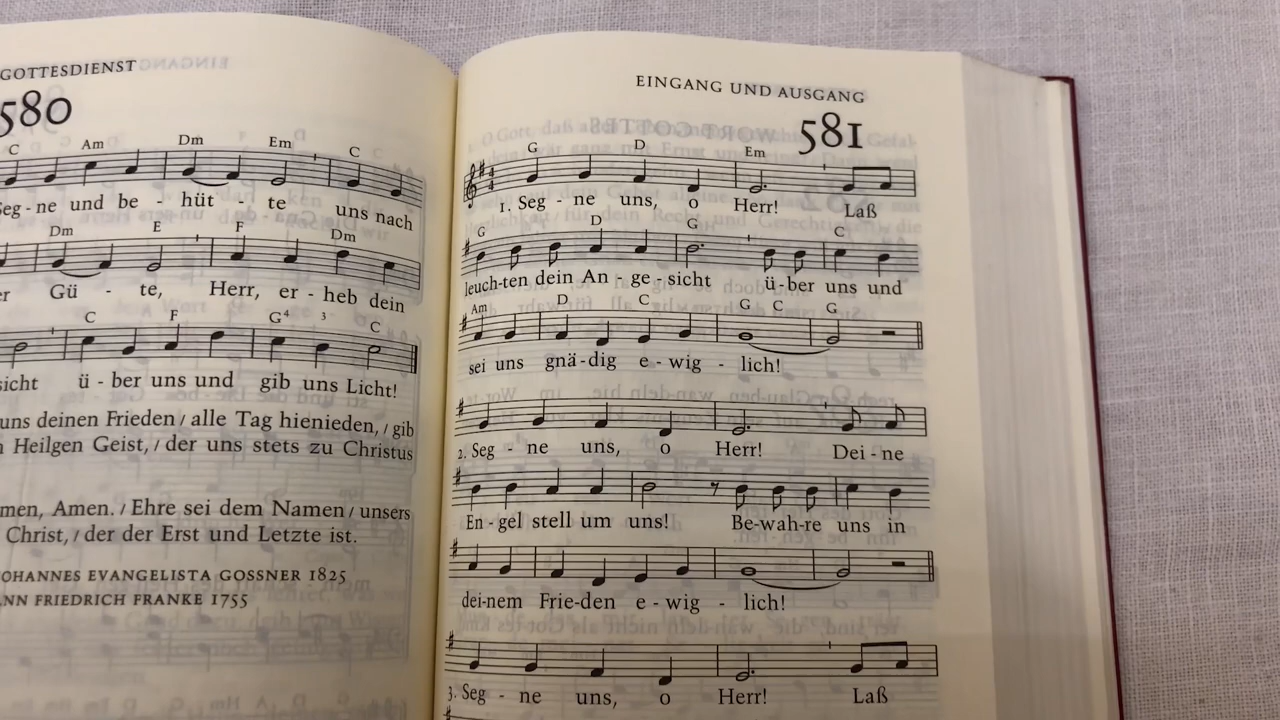 GOTTESDIENST
580
C Am Dm Em C
Seg - ne und be - hüt - te uns nach
Dm E F Dm
Gü - te, Herr, er - heb dein
C F G4 3 C
ü - ber uns und gib uns Licht!
uns deinen Frieden / alle Tag hienieden, / gib
Heilgen Geist, / der uns stets zu Christus
Amen. / Ehre sei dem Namen / unsers
Christ, / der der Erst und Letzte ist.
JOHANNES EVANGELISTA GOSSNER 1825
FRIEDRICH FRANKE 1755
EINGANG UND AUSGANG
581
G D Em
1. Seg - ne uns, o Herr! Laß
G D G C
leuch-ten dein An - ge - sicht ü - ber uns und
Am D C G C G
sei uns gnä - dig e - wig - lich!
2. Seg - ne uns, o Herr! Dei - ne
En - gel stell um uns! Be-wah-re uns in
dei-nem Frie-den e - wig - lich!
3. Seg - ne uns, o Herr! Laß